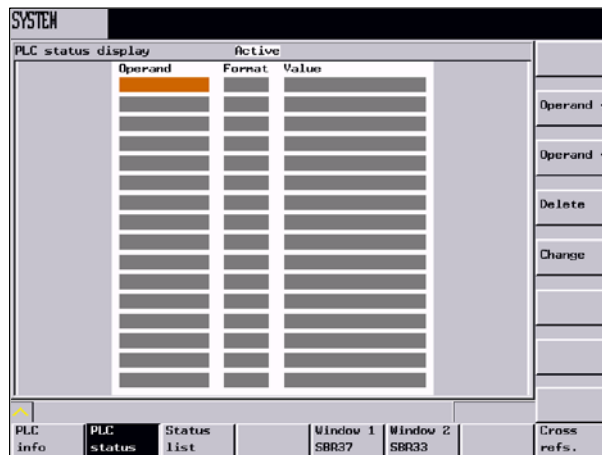 SYSTEM
PLC status display Active
Operand Format Value
Operand
Operand
Delete
Change
PLC info
PLC status
Status list
Window 1 SBR37
Window 2 SBR33
Cross refs.